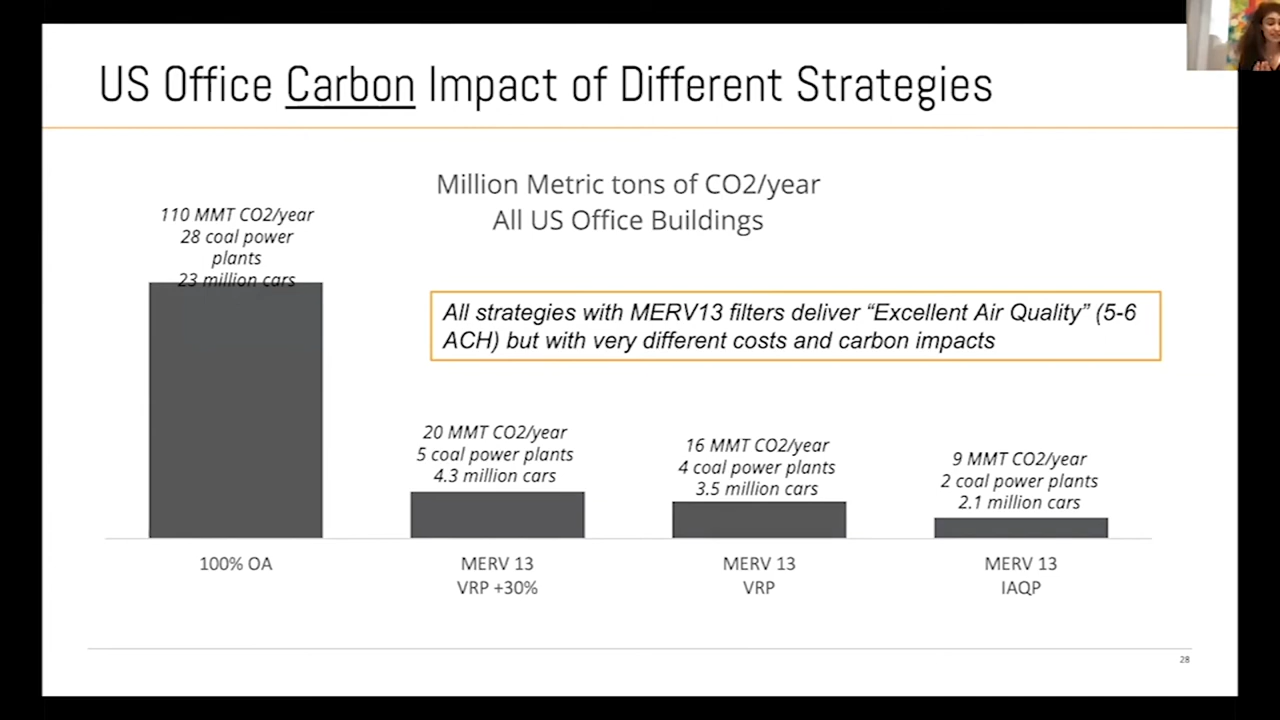 US Office Carbon Impact of Different Strategies
Million Metric tons of CO2/year
All US Office Buildings
110 MMT CO2/year
28 coal power
plants
23 million cars
All strategies with MERV13 filters deliver “Excellent Air Quality” (5-6
ACH) but with very different costs and carbon impacts
20 MMT CO2/year
5 coal power plants
4.3 million cars
16 MMT CO2/year
4 coal power plants
3.5 million cars
9 MMT CO2/year
2 coal power plants
2.1 million cars
100% OA
MERV 13
VRP +30%
MERV 13
VRP
MERV 13
IAQP
28